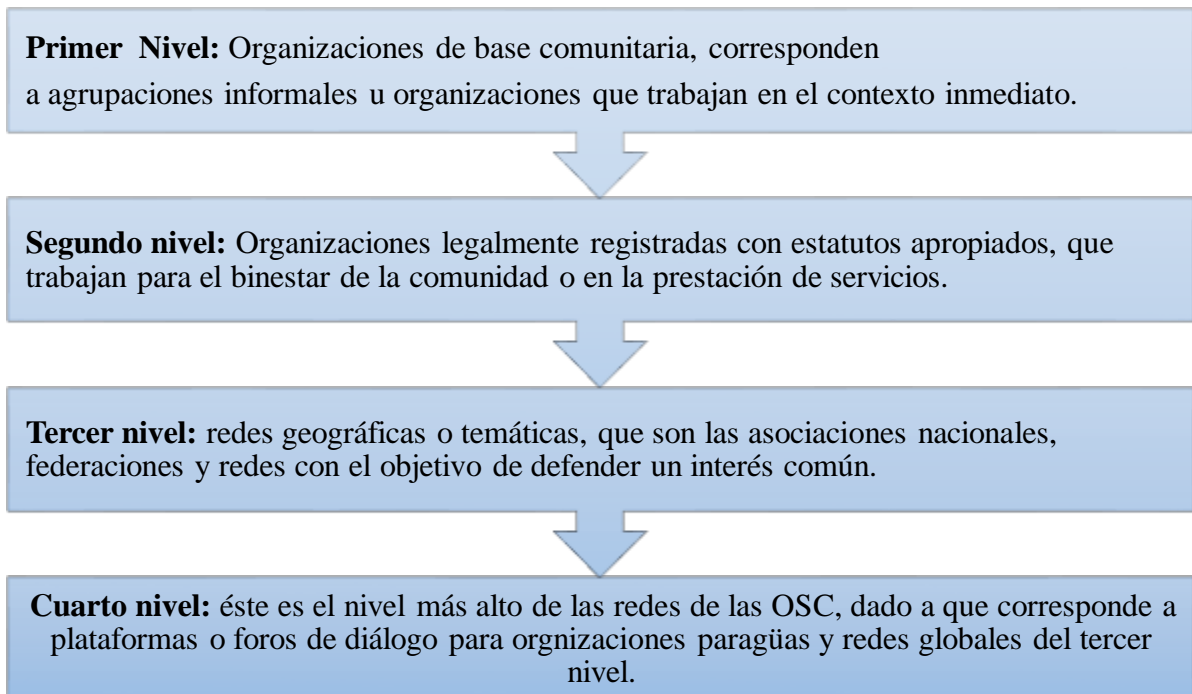 Primer Nivel: Organizaciones de base comunitaria, corresponden
a agrupaciones informales u organizaciones que trabajan en el contexto inmediato.
Segundo nivel: Organizaciones legalmente registradas con estatutos apropiados, que
trabajan para el binestar de la comunidad o en la prestación de servicios.
Tercer nivel: redes geográficas o temáticas, que son las asociaciones nacionales,
federaciones y redes con el objetivo de defender un interés común.
Cuarto nivel: éste es el nivel más alto de las redes de las OSC, dado a que corresponde a
plataformas o foros de diálogo para orgnizaciones paragüas y redes globales del tercer
nivel.